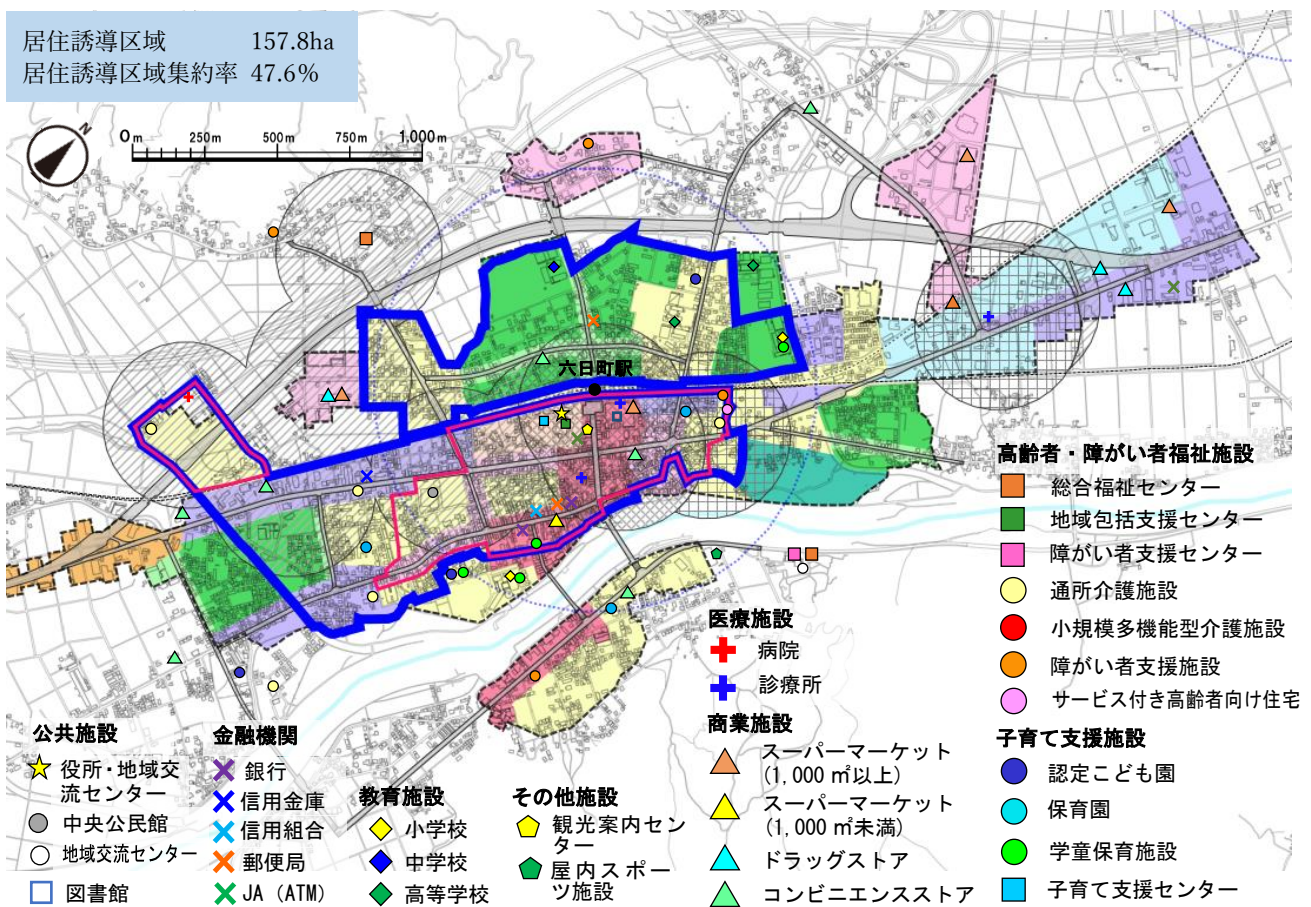 居住誘導区域 157.8ha
居住誘導区域集約率 47.6%
N
0m 250m 500m 750m 1,000m
六日町駅
公共施設
役所・地域交
流センター
中央公民館
地域交流センター
図書館
金融機関
銀行
信用金庫
信用組合
郵便局
JA（ATM）
教育施設
小学校
中学校
高等学校
その他施設
観光案内セン
ター
屋内スポー
ツ施設
医療施設
病院
診療所
商業施設
スーパーマーケット
(1,000 ㎡以上)
スーパーマーケット
(1,000 ㎡未満)
ドラッグストア
コンビニエンスストア
高齢者・障がい者福祉施設
総合福祉センター
地域包括支援センター
障がい者支援センター
通所介護施設
小規模多機能型介護施設
障がい者支援施設
サービス付き高齢者向け住宅
子育て支援施設
認定こども園
保育園
学童保育施設
子育て支援センター